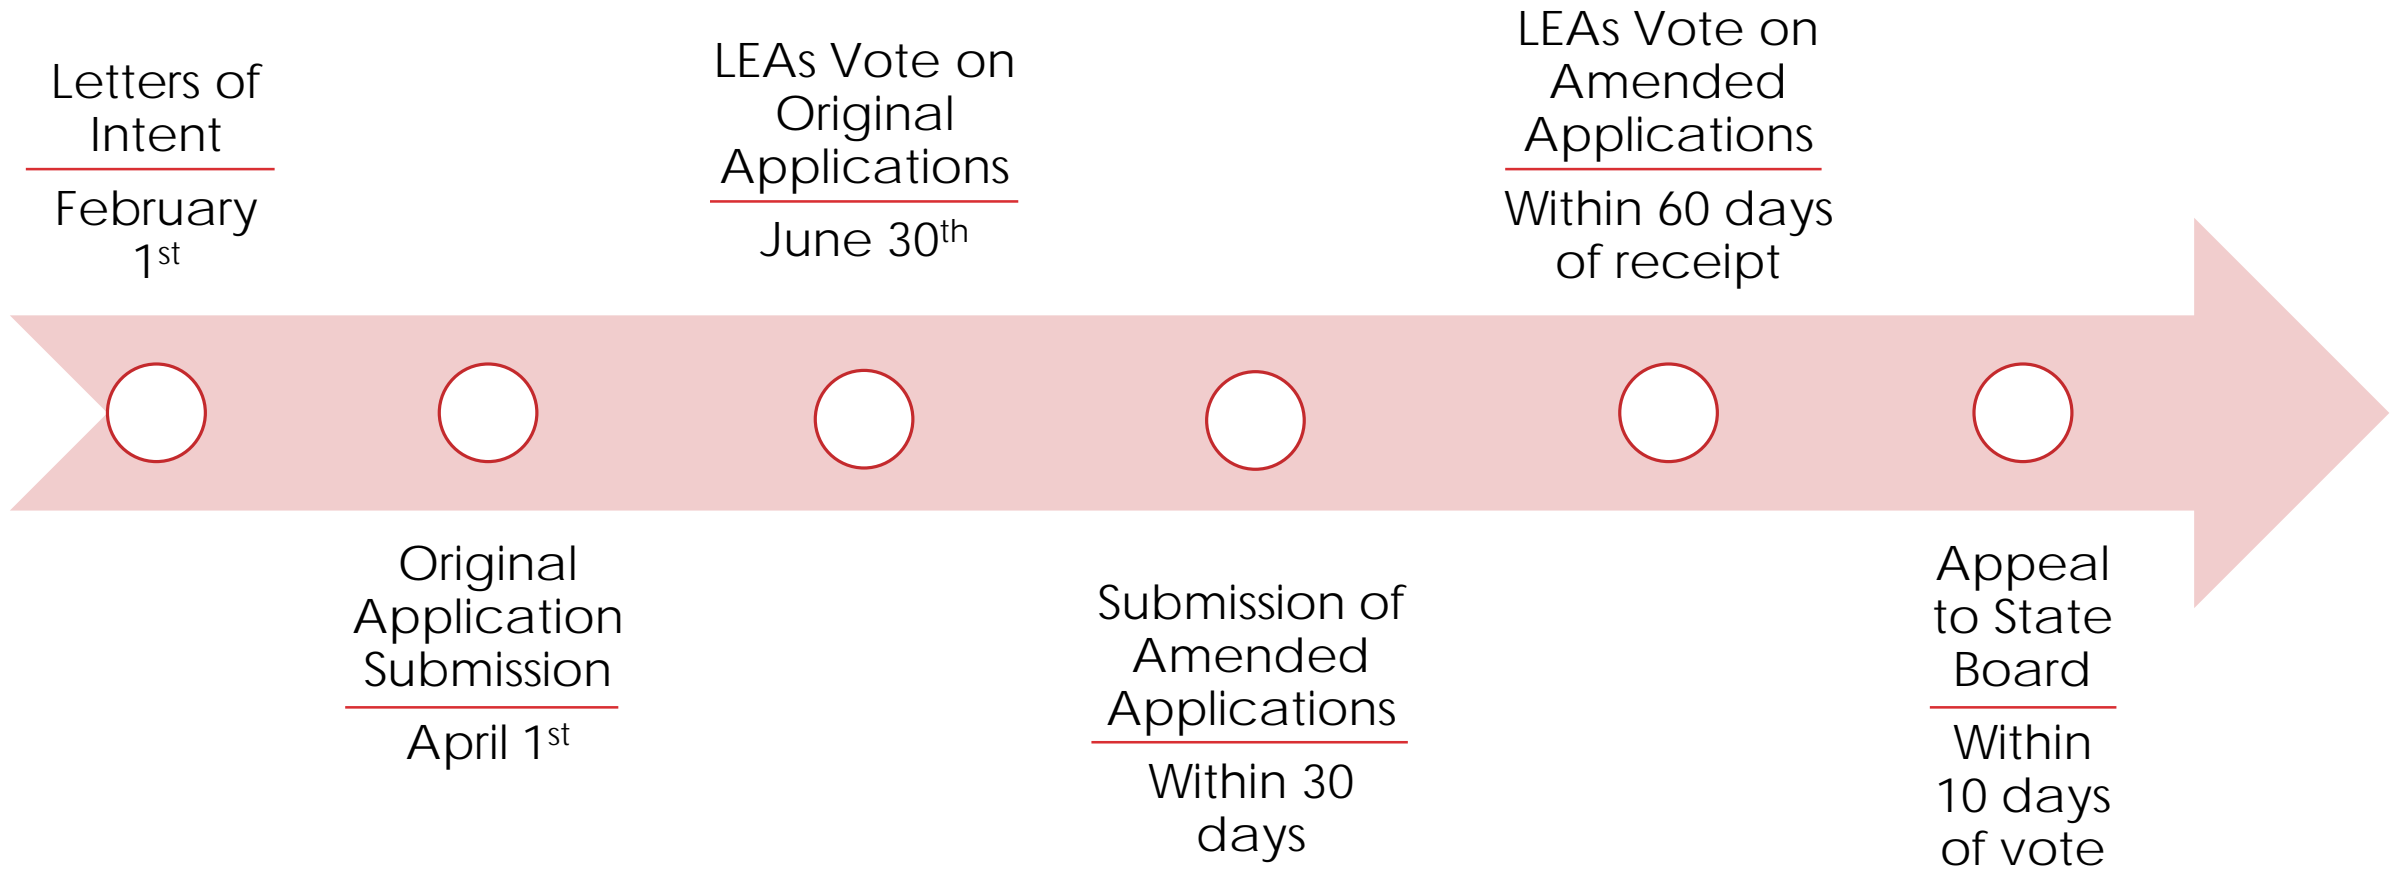 Letters of
Intent
February
1st
Original
Application
Submission
April 1st
LEAs Vote on
Original
Applications
June 30th
Submission of
Amended
Applications
Within 30
days
LEAs Vote on
Amended
Applications
Within 60 days
of receipt
Appeal
to State
Board
Within
10 days
of vote